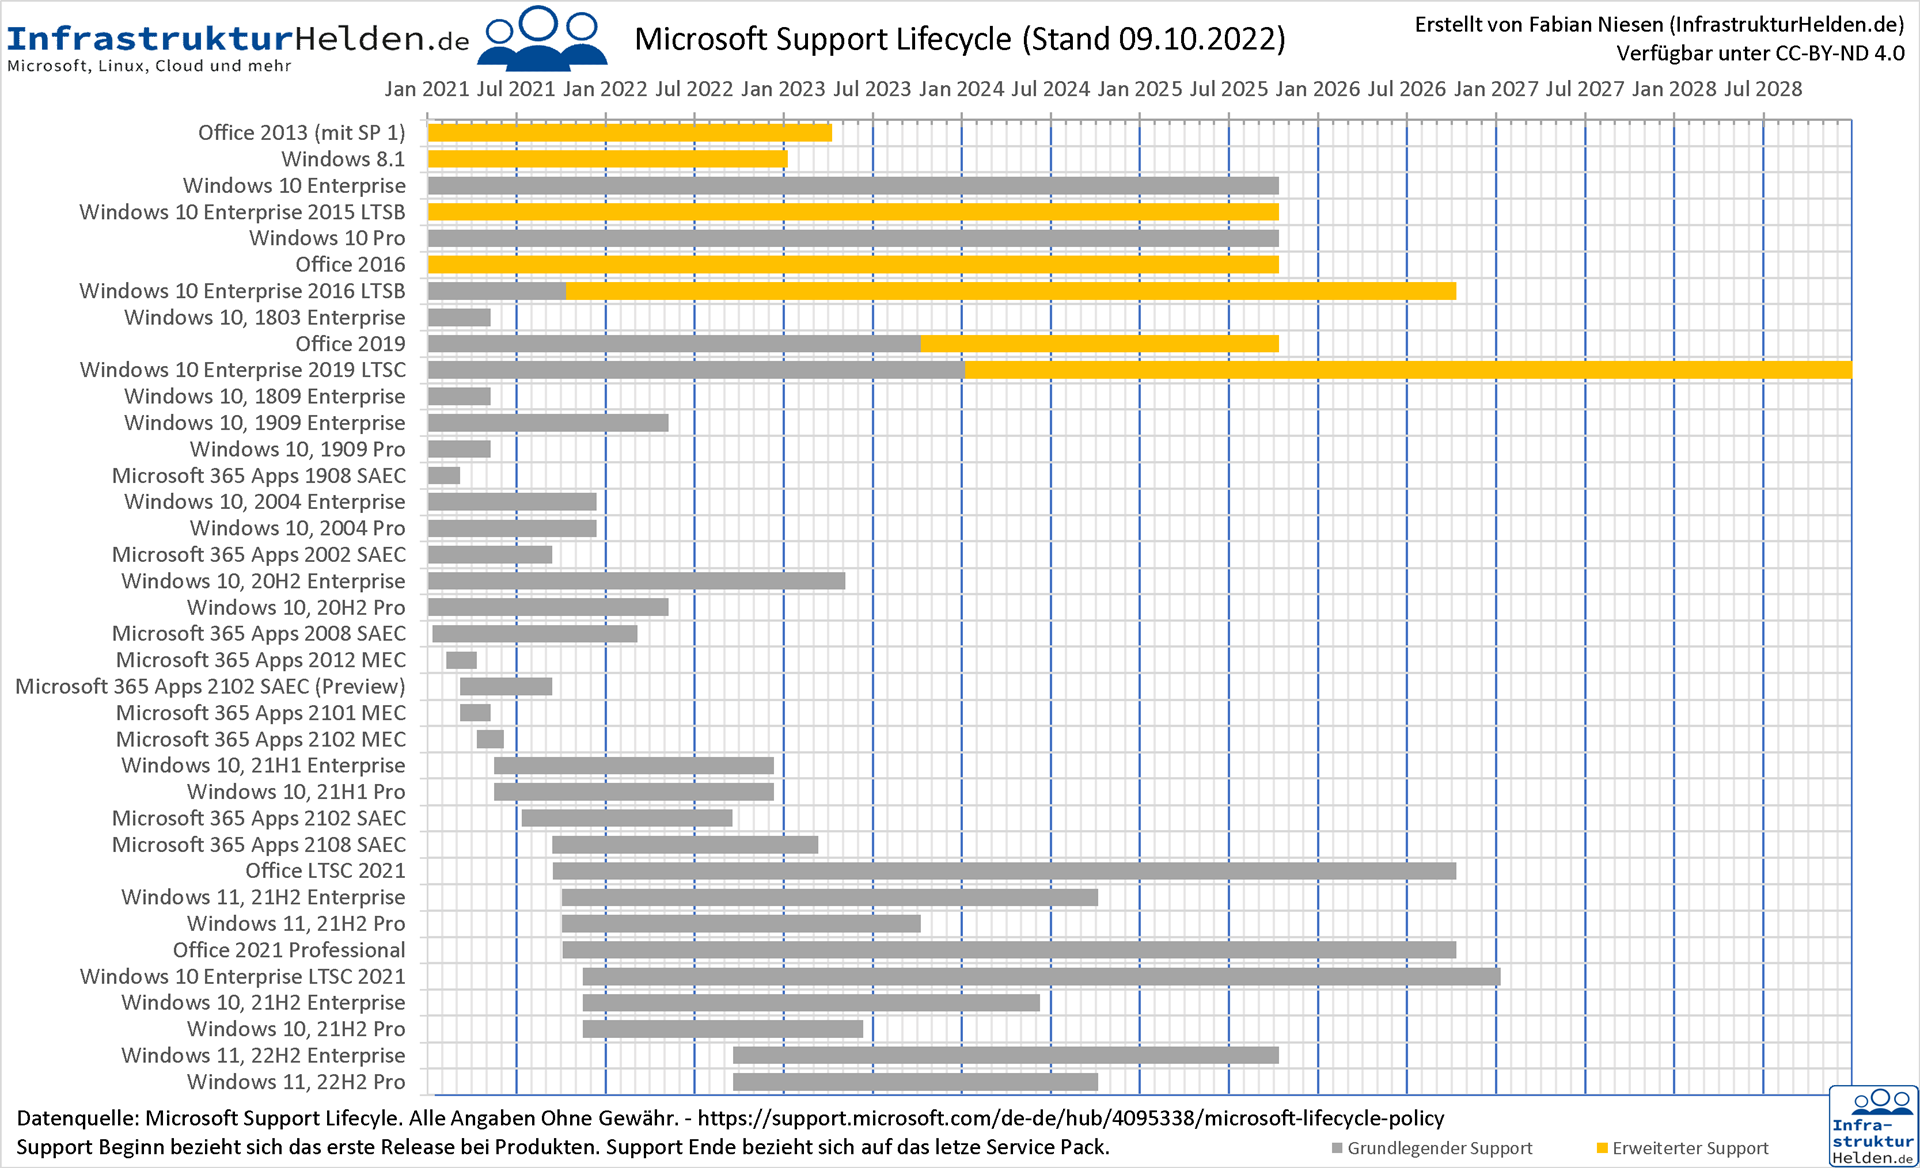 InfrastrukturHelden.de
Microsoft, Linux, Cloud und mehr
Microsoft Support Lifecycle (Stand 09.10.2022)
Erstellt von Fabian Niesen (InfrastrukturHelden.de)
Verfügbar unter CC-BY-ND 4.0
Jan 2021 Jul 2021 Jan 2022 Jul 2022 Jan 2023 Jul 2023 Jan 2024 Jul 2024 Jan 2025 Jul 2025 Jan 2026 Jul 2026 Jan 2027 Jul 2027 Jan 2028 Jul 2028
Office 2013 (mit SP 1)
Windows 8.1
Windows 10 Enterprise
Windows 10 Enterprise 2015 LTSB
Windows 10 Pro
Office 2016
Windows 10 Enterprise 2016 LTSB
Windows 10, 1803 Enterprise
Office 2019
Windows 10 Enterprise 2019 LTSC
Windows 10, 1809 Enterprise
Windows 10, 1909 Enterprise
Windows 10, 1909 Pro
Microsoft 365 Apps 1908 SAEC
Windows 10, 2004 Enterprise
Windows 10, 2004 Pro
Microsoft 365 Apps 2002 SAEC
Windows 10, 20H2 Enterprise
Windows 10, 20H2 Pro
Microsoft 365 Apps 2008 SAEC
Microsoft 365 Apps 2012 MEC
Microsoft 365 Apps 2102 SAEC (Preview)
Microsoft 365 Apps 2101 MEC
Microsoft 365 Apps 2102 MEC
Windows 10, 21H1 Enterprise
Windows 10, 21H1 Pro
Microsoft 365 Apps 2102 SAEC
Microsoft 365 Apps 2108 SAEC
Office LTSC 2021
Windows 11, 21H2 Enterprise
Windows 11, 21H2 Pro
Office 2021 Professional
Windows 10 Enterprise LTSC 2021
Windows 10, 21H2 Enterprise
Windows 10, 21H2 Pro
Windows 11, 22H2 Enterprise
Windows 11, 22H2 Pro
Datenquelle: Microsoft Support Lifecyle. Alle Angaben Ohne Gewähr. - https://support.microsoft.com/de-de/hub/4095338/microsoft-lifecycle-policy
Support Beginn bezieht sich das erste Release bei Produkten. Support Ende bezieht sich auf das letze Service Pack.
Grundlegender Support
Erweiterter Support
Infra-
struktur
Helden.de